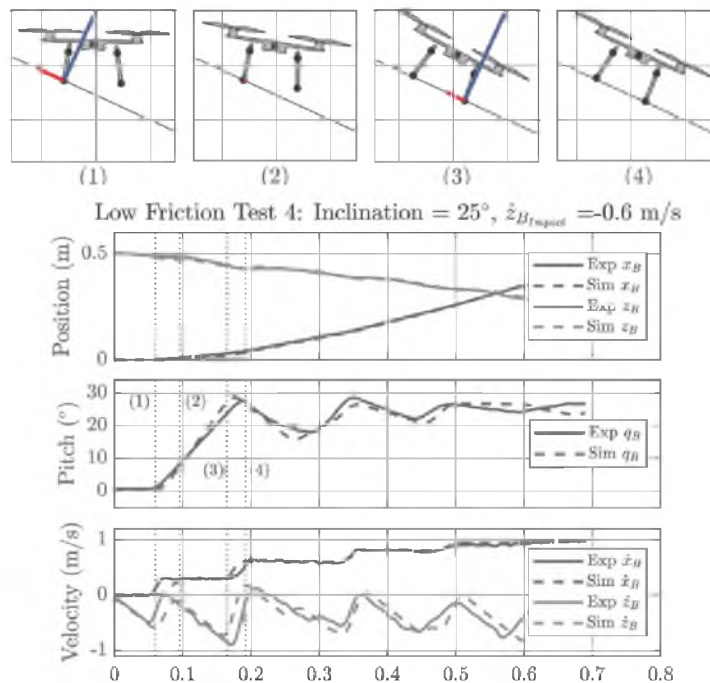 (1) (2) (3) (4)
Low Friction Test 4: Inclination = 25°, ż_{B_{Impact}} =-0.6 m/s
Position (m)
0.5
0
Exp x_B
Sim x_B
Exp z_B
Sim z_B
Pitch (°)
30
20
10
0
(1) (2)
(3) 4)
Exp q_B
Sim q_B
Velocity (m/s)
1
0
-1
Exp ẋ_B
Sim ẋ_B
Exp ż_B
Sim ż_B
0 0.1 0.2 0.3 0.4 0.5 0.6 0.7 0.8